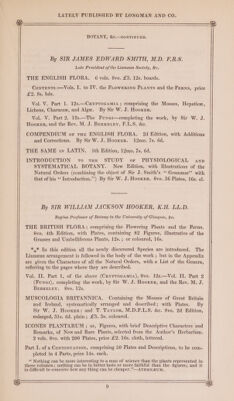 LATELY PUBLISHED BY LONGMAN AND CO.
BOTANY, &c.—CONTINUED.
By SIR JAMES EDWARD SMITH, M.D. F.R.S.
Late President of the Linnæan Society, &c.
THE ENGLISH FLORA. 6 vols. 8vo. £3. 12s. boards.
CONTENTS:—Vols. I. to IV. the FLOWERING PLANTS and the FERNS, price
£2. 8s. bds.
Vol. V. Part 1. 12s.—CRYPTOGAMIA; comprising the Mosses, Hepaticæ,
Lichens, Characeæ, and Algæ. By Sir W. J. HOOKER.
Vol. V. Part 2. 12s.—The FUNGI—completing the work, by Sir W. J.
HOOKER, and the Rev. M. J. BERKELEY, F.L.S. &c.
COMPENDIUM OF THE ENGLISH FLORA. 2d Edition, with Additions
and Corrections. By Sir W. J. HOOKER. 12mo. 7s. 6d.
THE SAME IN LATIN. 5th Edition, 12mo. 7s. 6d.
INTRODUCTION TO THE STUDY OF PHYSIOLOGICAL AND
SYSTEMATICAL BOTANY. New Edition, with Illustrations of the
Natural Orders (combining the object of Sir J. Smith's "Grammar" with
that of his "Introduction.") By Sir W. J. HOOKER. 8vo. 36 Plates, 16s. cl.
By SIR WILLIAM JACKSON HOOKER, K.H. LL.D.
Regius Professor of Botany in the University of Glasgow, &c.
THE BRITISH FLORA; comprising the Flowering Plants and the Ferns.
8vo. 4th Edition, with Plates, containing 82 Figures, illustrative of the
Grasses and Umbelliferous Plants, 12s.; or coloured, 16s.
*** In this edition all the newly discovered Species are introduced. The
Linnæan arrangement is followed in the body of the work; but in the Appendix
are given the Characters of all the Natural Orders, with a List of the Genera,
referring to the pages where they are described.
Vol. II. Part 1, of the above (CRYPTOGAMIA), 8vo. 12s.—Vol. II. Part 2
(FUNGI), completing the work, by Sir W. J. HOOKER, and the Rev. M. J.
BERKELEY. 8vo. 12s.
MUSCOLOGIA BRITANNICA. Containing the Mosses of Great Britain
and Ireland, systematically arranged and described; with Plates. By
Sir W. J. HOOKER; and T. TAYLOR, M.D.F.L.S. &c. 8vo. 2d Edition,
enlarged, 31s. 6d. plain; £3. 3s. coloured.
ICONES PLANTARUM; or, Figures, with brief Descriptive Characters and
Remarks, of New and Rare Plants, selected from the Author's Herbarium.
2 vols. 8vo. with 200 Plates, price £2. 16s. cloth, lettered.
Part I. of a CONTINUATION, comprising 50 Plates and Descriptions, to be com-
pleted in 4 Parts, price 14s. each.
"Nothing can be more interesting to a man of science than the plants represented in
these volumes; nothing can be in better taste or more faithful than the figures; and it
is difficult to conceive how anything can be cheaper."—ATHENÆUM.
9